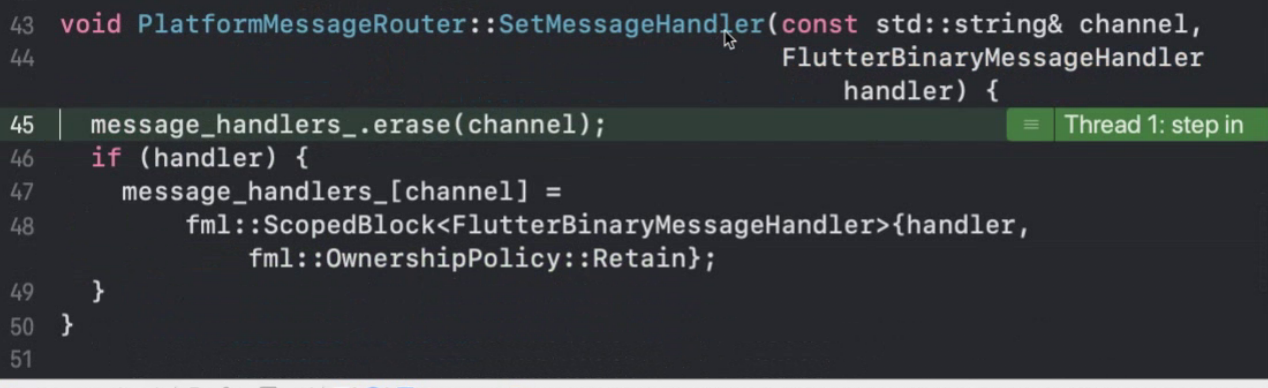 43 void PlatformMessageRouter::SetMessageHandler(const std::string& channel,
44 FlutterBinaryMessageHandler
handler) {
45 message_handlers_.erase(channel); Thread 1: step in
46 if (handler) {
47 message_handlers_[channel] =
48 fml::ScopedBlock<FlutterBinaryMessageHandler>{handler,
fml::OwnershipPolicy::Retain};
49 }
50 }
51